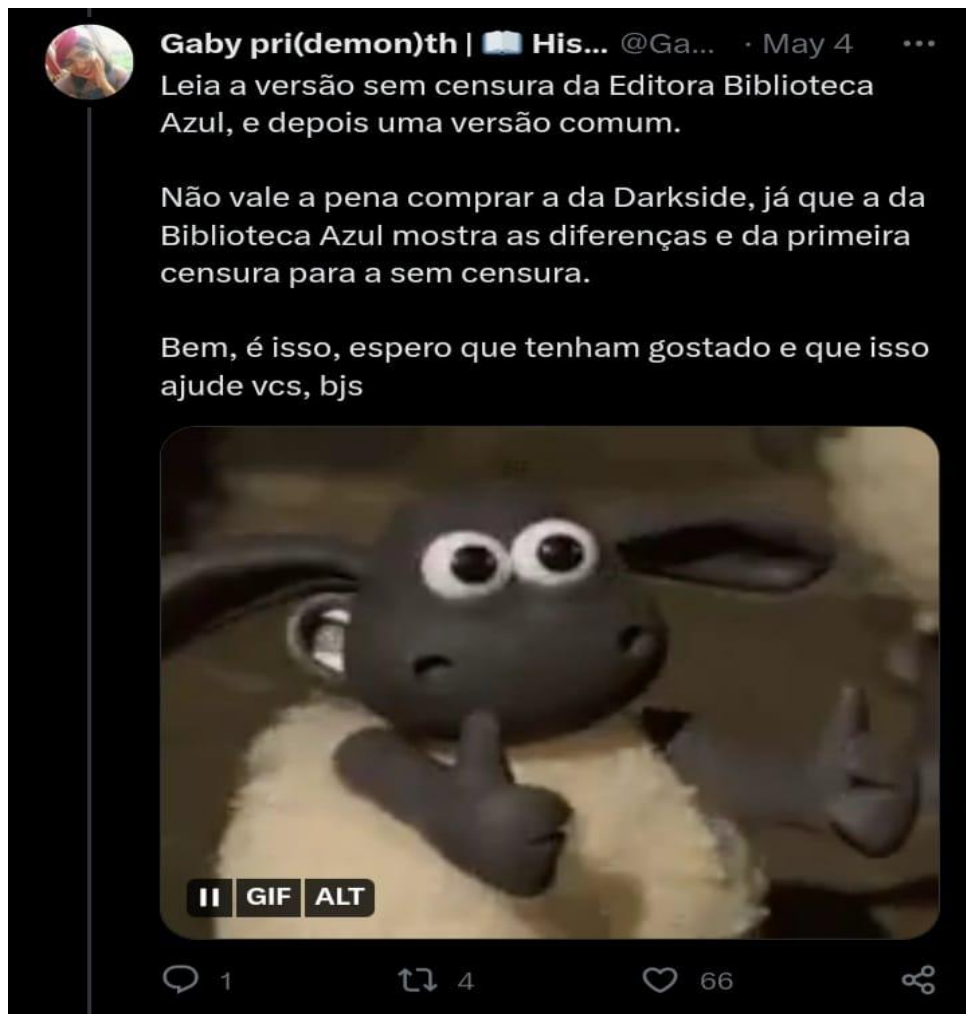 Gaby pri(demon)th | 📖 His... @Ga... · May 4 ...
Leia a versão sem censura da Editora Biblioteca
Azul, e depois uma versão comum.
Não vale a pena comprar a da Darkside, já que a da
Biblioteca Azul mostra as diferenças e da primeira
censura para a sem censura.
Bem, é isso, espero que tenham gostado e que isso
ajude vcs, bjs
GIF ALT
1 4 66